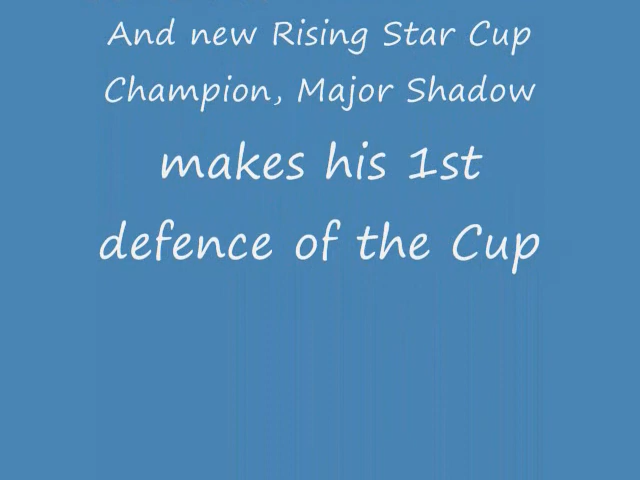 And new Rising Star Cup
Champion, Major Shadow
makes his 1st
defence of the Cup